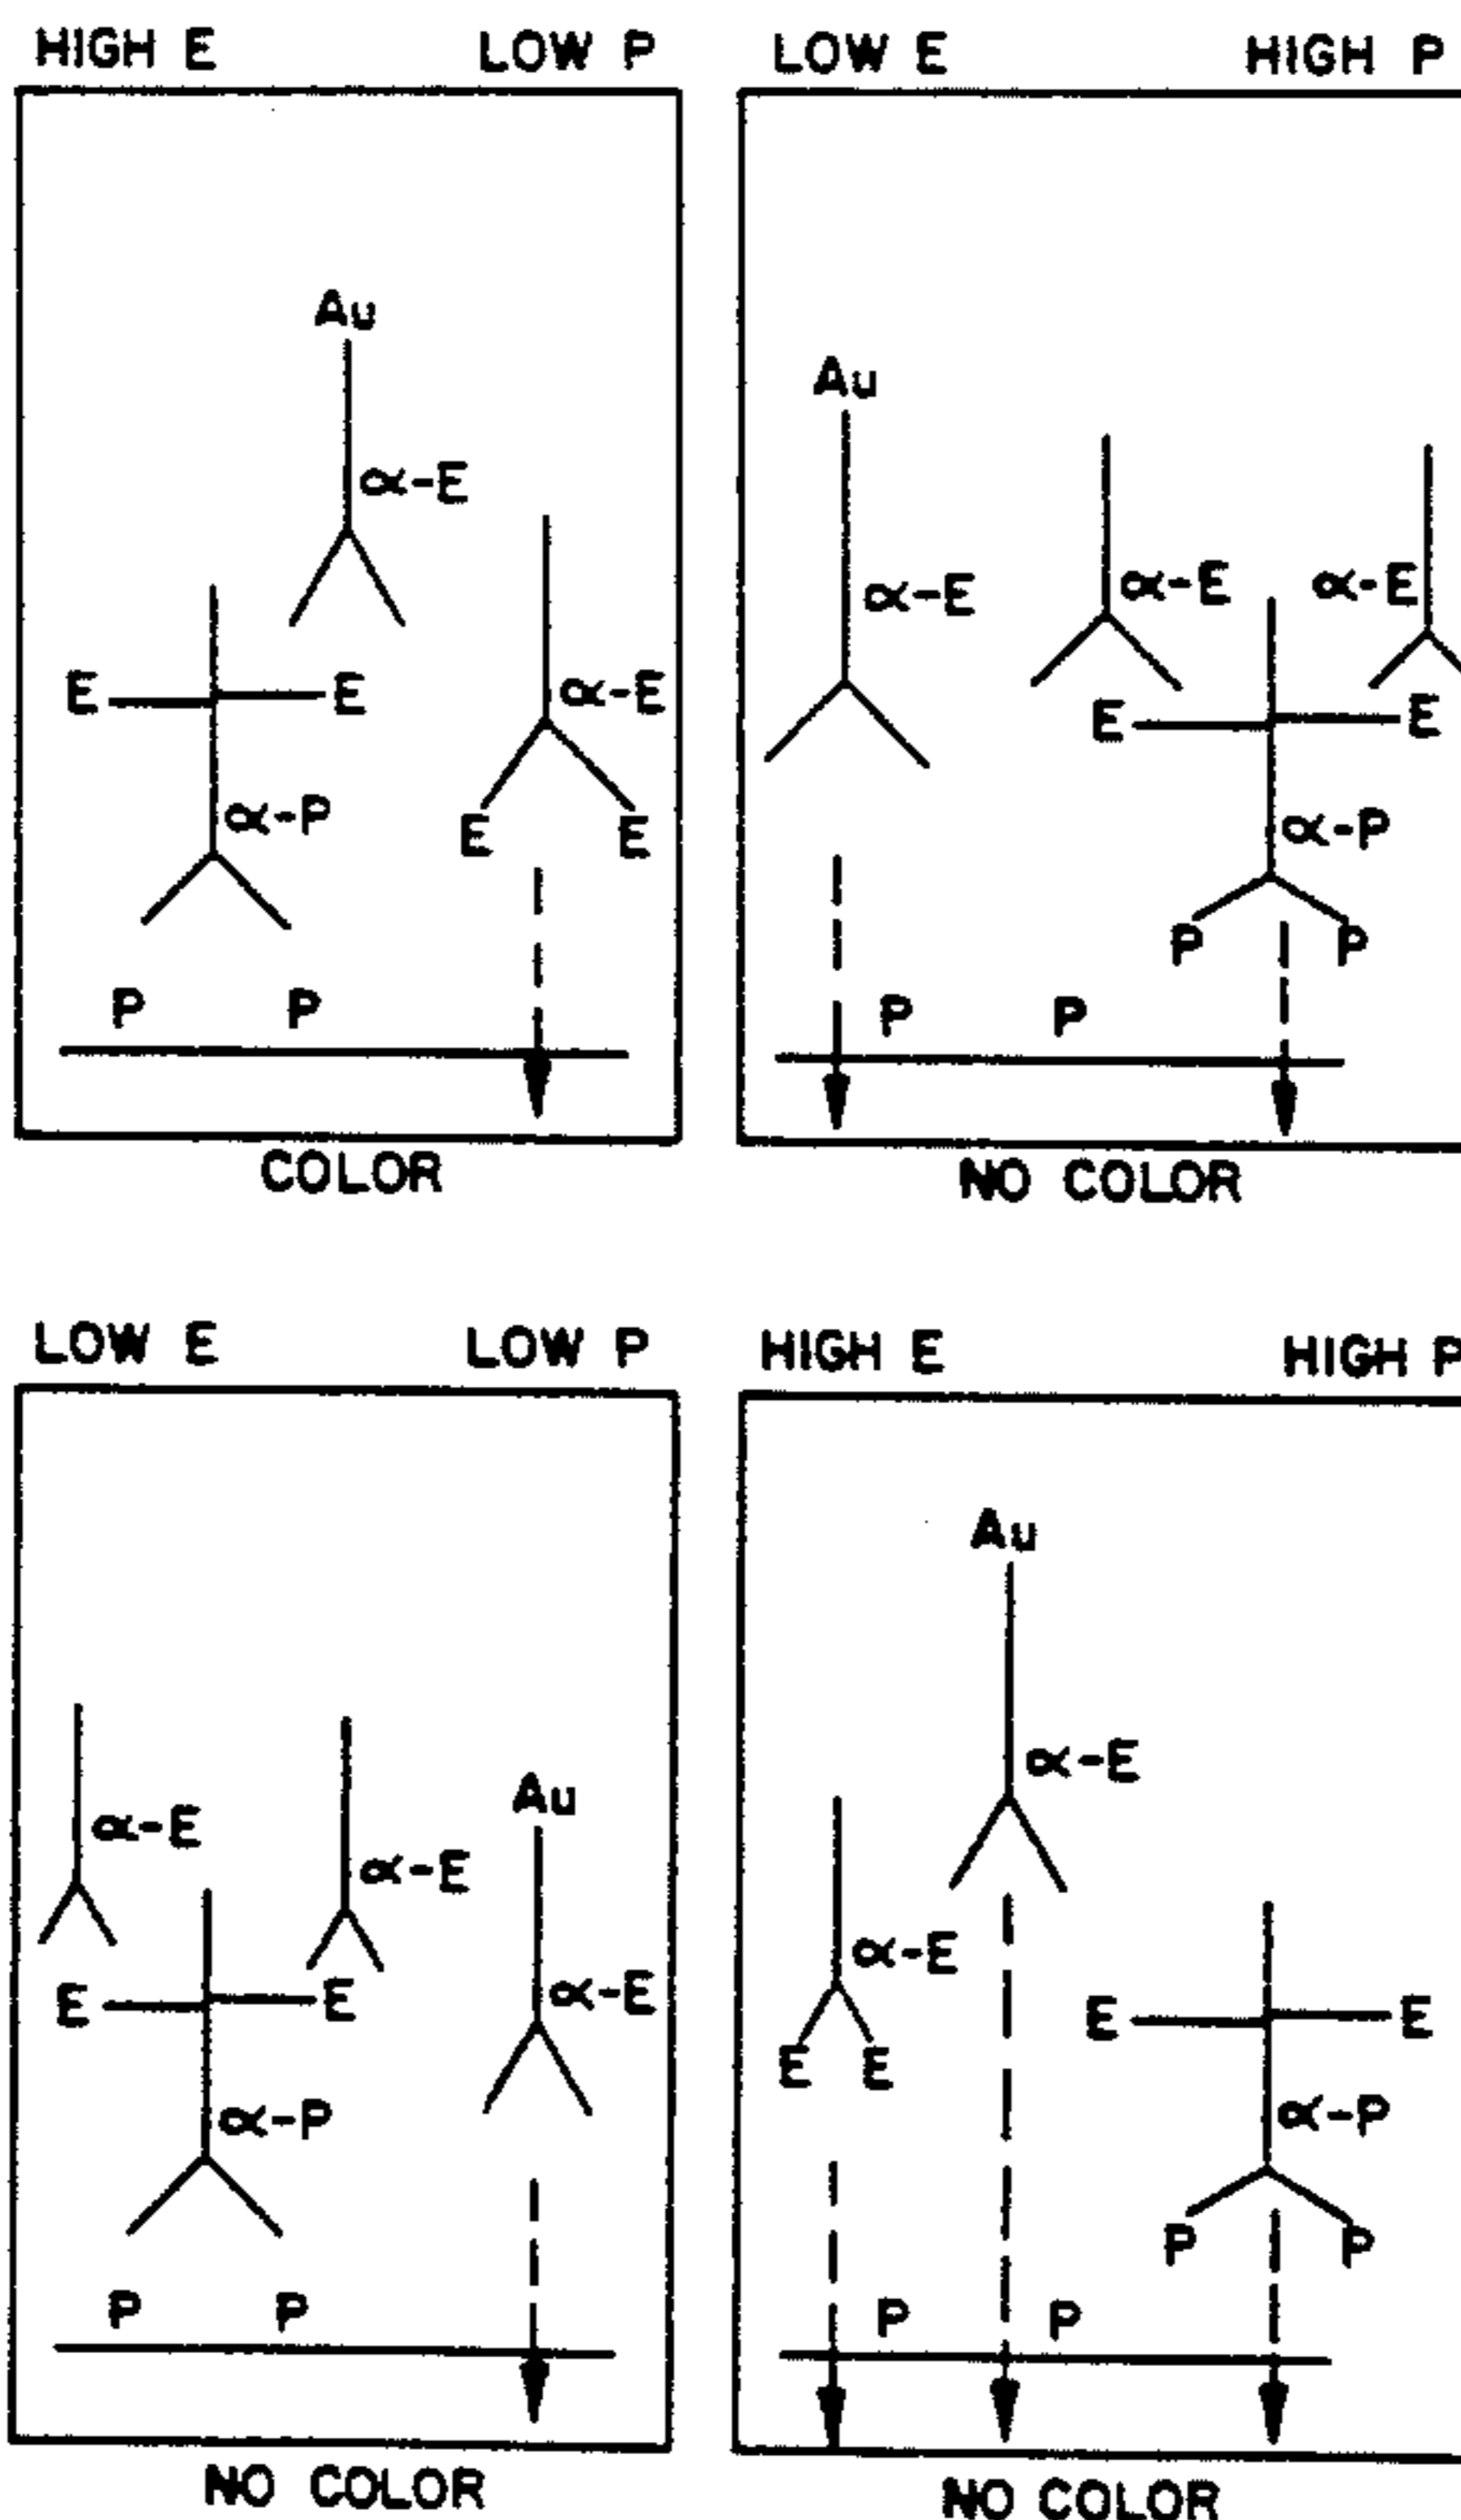 HIGH E LOW P
Au
α-E
E E
α-E
α-P
E E
P P
COLOR
LOW E HIGH P
Au
α-E
α-E
α-E
E E
α-P
P P
P P
NO COLOR
LOW E LOW P
α-E
Au
α-E
E E
α-E
α-P
P P
NO COLOR
HIGH E HIGH P
Au
α-E
α-E
E E
E E
α-P
P P
P P
NO COLOR